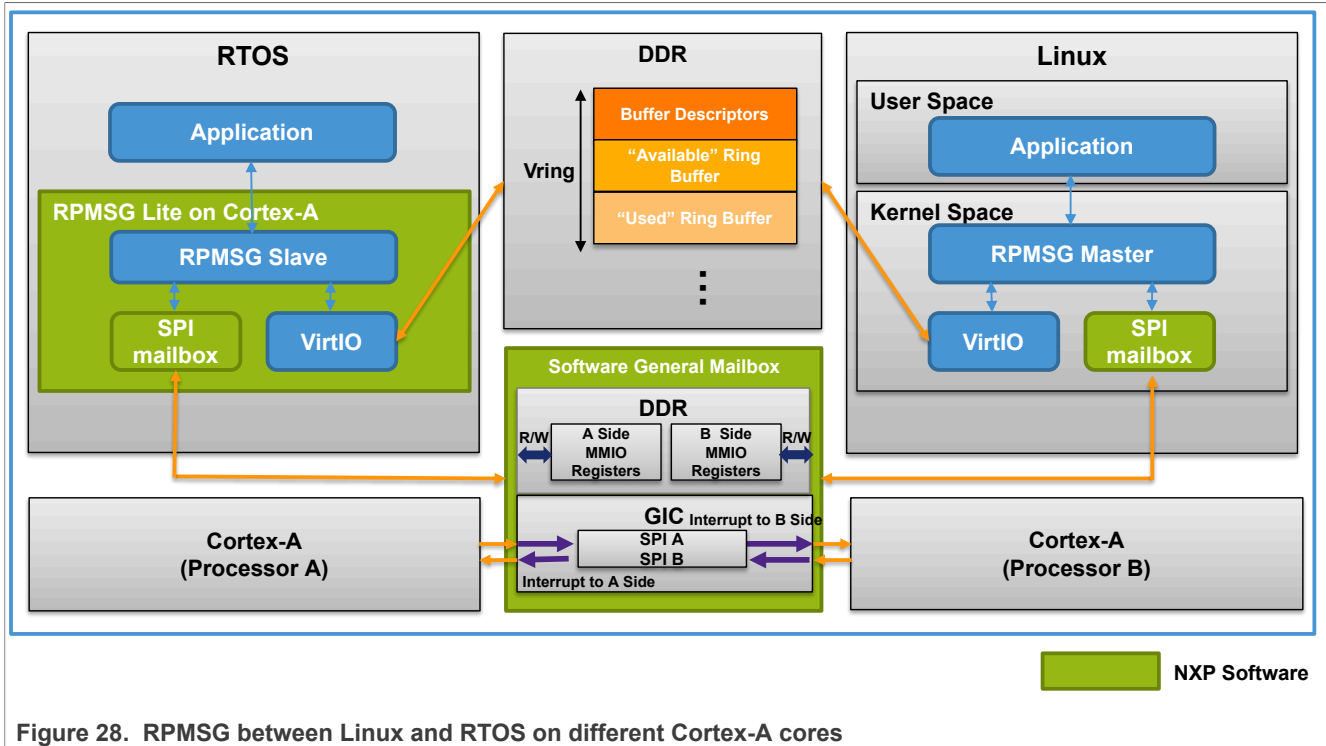 RTOS
Application
RPMSG Lite on Cortex-A
RPMSG Slave
SPI
mailbox
VirtIO
DDR
Vring
Buffer Descriptors
“Available” Ring
Buffer
“Used” Ring Buffer
Linux
User Space
Application
Kernel Space
RPMSG Master
VirtIO
SPI
mailbox
Software General Mailbox
DDR
R/W
A Side
MMIO
Registers
B Side
MMIO
Registers
R/W
GIC
Interrupt to B Side
SPI A
SPI B
Interrupt to A Side
Cortex-A
(Processor A)
Cortex-A
(Processor B)
NXP Software
Figure 28. RPMSG between Linux and RTOS on different Cortex-A cores